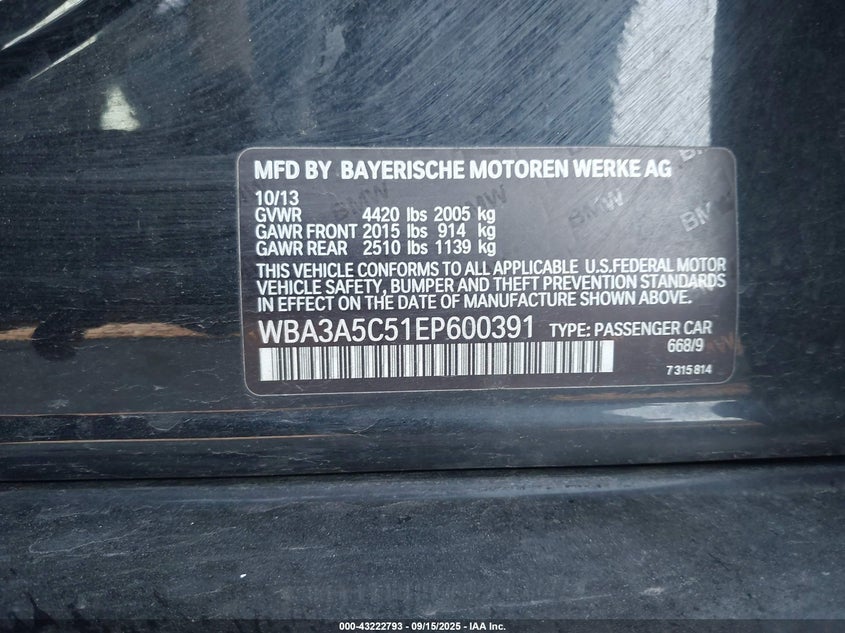 MFD BY BAYERISCHE MOTOREN WERKE AG
10/13
GVWR 4420 lbs 2005 kg
GAWR FRONT 2015 lbs 914 kg
GAWR REAR 2510 lbs 1139 kg
THIS VEHICLE CONFORMS TO ALL APPLICABLE U.S.FEDERAL MOTOR
VEHICLE SAFETY, BUMPER AND THEFT PREVENTION STANDARDS
IN EFFECT ON THE DATE OF MANUFACTURE SHOWN ABOVE.
WBA3A5C51EP600391 TYPE: PASSENGER CAR
668/9
7 315 814
000-43222793 - 09/15/2025 - IAA Inc.